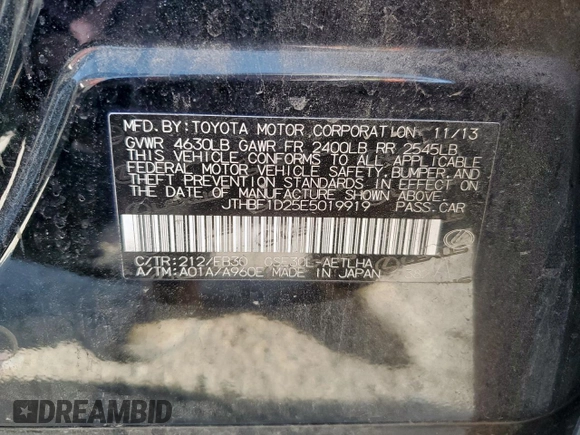 MFD.BY:TOYOTA MOTOR CORPORATION 11/13
GVWR 4630LB GAWR FR 2400LB RR 2545LB
THIS VEHICLE CONFORMS TO ALL APPLICABLE
FEDERAL MOTOR VEHICLE SAFETY,BUMPER,AND
THEFT PREVENTION STANDARDS IN EFFECT ON
THE DATE OF MANUFACTURE SHOWN ABOVE.
JTHBF1D25E5019919 PASS.CAR
C/TR:212/EB30 GSE30L-AETLHA
A/TM:A01A/A960E MADE IN JAPAN
DREAMBID